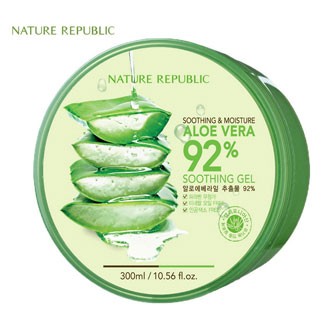 NATURE REPUBLIC
NATURE REPUBLIC
SOOTHING & MOISTURE
ALOE VERA
92%
SOOTHING GEL
알로에베라잎 추출물 92%
300ml / 10.56 fl.oz.